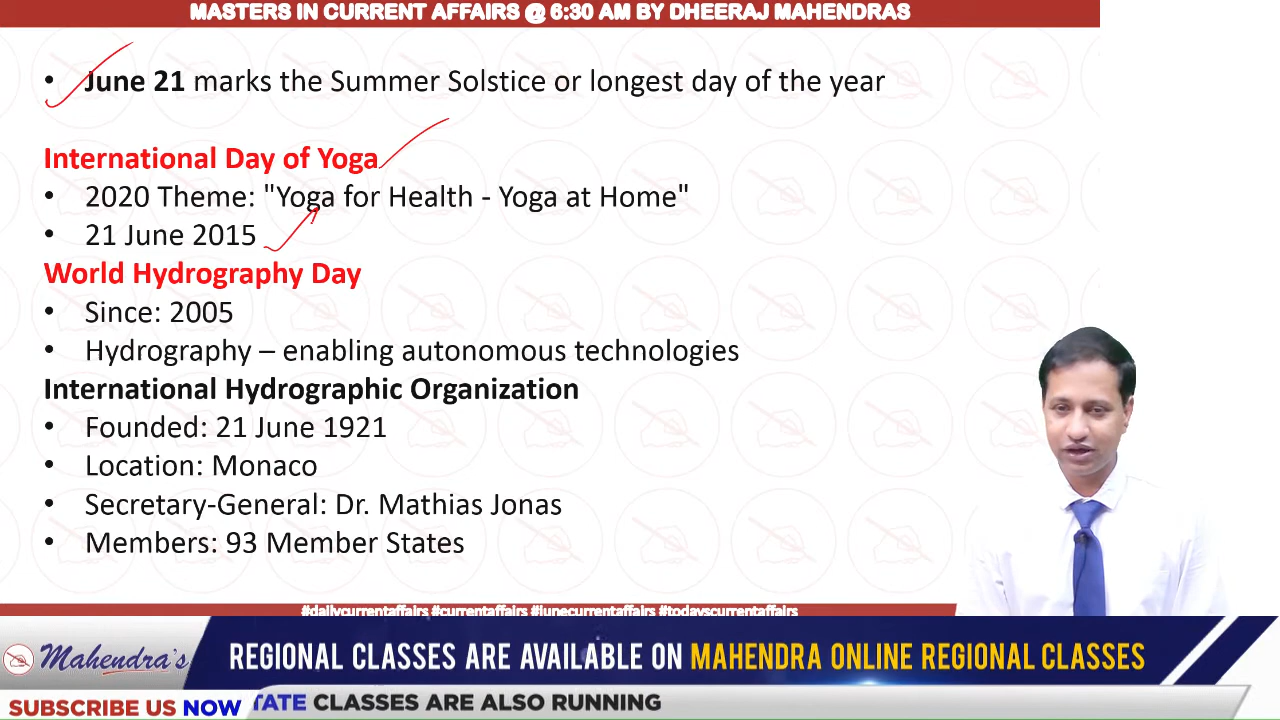 MASTERS IN CURRENT AFFAIRS @ 6:30 AM BY DHEERAJ MAHENDRAS
• June 21 marks the Summer Solstice or longest day of the year
International Day of Yoga
• 2020 Theme: "Yoga for Health - Yoga at Home"
• 21 June 2015
World Hydrography Day
• Since: 2005
• Hydrography – enabling autonomous technologies
International Hydrographic Organization
• Founded: 21 June 1921
• Location: Monaco
• Secretary-General: Dr. Mathias Jonas
• Members: 93 Member States
#dailycurrentaffairs #currentaffairs #junecurrentaffairs #todayscurrentaffairs
Mahendra's
REGIONAL CLASSES ARE AVAILABLE ON MAHENDRA ONLINE REGIONAL CLASSES
SUBSCRIBE US NOW
TATE CLASSES ARE ALSO RUNNING